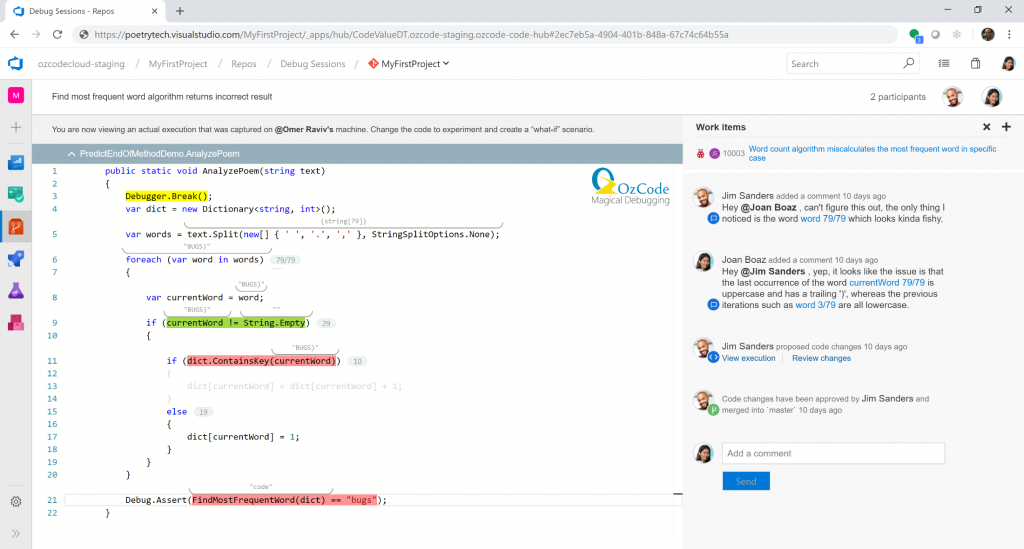 Debug Sessions - Repos
https://poetrytech.visualstudio.com/MyFirstProject/_apps/hub/CodeValueDT.ozcode-staging.ozcode-code-hub#2ec7eb5a-4904-401b-848a-67c74c64b55a
ozcodecloud-staging / MyFirstProject / Repos / Debug Sessions / MyFirstProject
Search
M
Find most frequent word algorithm returns incorrect result
2 participants
You are now viewing an actual execution that was captured on @Omer Raviv's machine. Change the code to experiment and create a "what-if" scenario.
PredictEndOfMethodDemo.AnalyzePoem
OzCode
Magical Debugging
1 public static void AnalyzePoem(string text)
2 {
3 Debugger.Break();
4 var dict = new Dictionary<string, int>();
{string[79]}
5 var words = text.Split(new[] { ' ', '.', ',' }, StringSplitOptions.None);
"BUGS)"
6 foreach (var word in words) 79/79
7 {
"BUGS)"
8 var currentWord = word;
"BUGS)" ""
9 if (currentWord != String.Empty) 29
10 {
"BUGS)"
11 if (dict.ContainsKey(currentWord)) 10
12 {
13 dict[currentWord] = dict[currentWord] + 1;
14 }
15 else 19
16 {
17 dict[currentWord] = 1;
18 }
19 }
20 }
"code"
21 Debug.Assert(FindMostFrequentWord(dict) == "bugs");
22 }
Work items
10003 Word count algorithm miscalculates the most frequent word in specific
case
Jim Sanders added a comment 10 days ago
Hey @Joan Boaz , can't figure this out, the only thing I
noticed is the word word 79/79 which looks kinda fishy.
Joan Boaz added a comment 10 days ago
Hey @Jim Sanders , yep, it looks like the issue is that
the last occurrence of the word currentWord 79/79 is
uppercase and has a trailing ')', whereas the previous
iterations such as word 3/79 are all lowercase.
Jim Sanders proposed code changes 10 days ago
View execution | Review changes
Code changes have been approved by Jim Sanders and
merged into `master` 10 days ago
Add a comment
Send